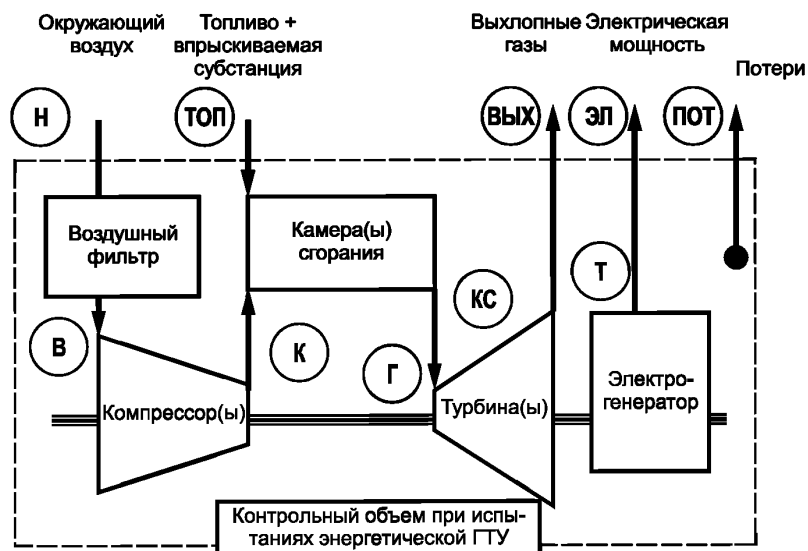 Окружающий
воздух
Топливо +
впрыскиваемая
субстанция
Выхлопные
газы
Электрическая
мощность
Потери
Н
ТОП
ВЫХ
ЭЛ
ПОТ
Воздушный
фильтр
Камера(ы)
сгорания
Т
КС
В
К
Г
Компрессор(ы)
Турбина(ы)
Электро-
генератор
Контрольный объем при испы-
таниях энергетической ГТУ